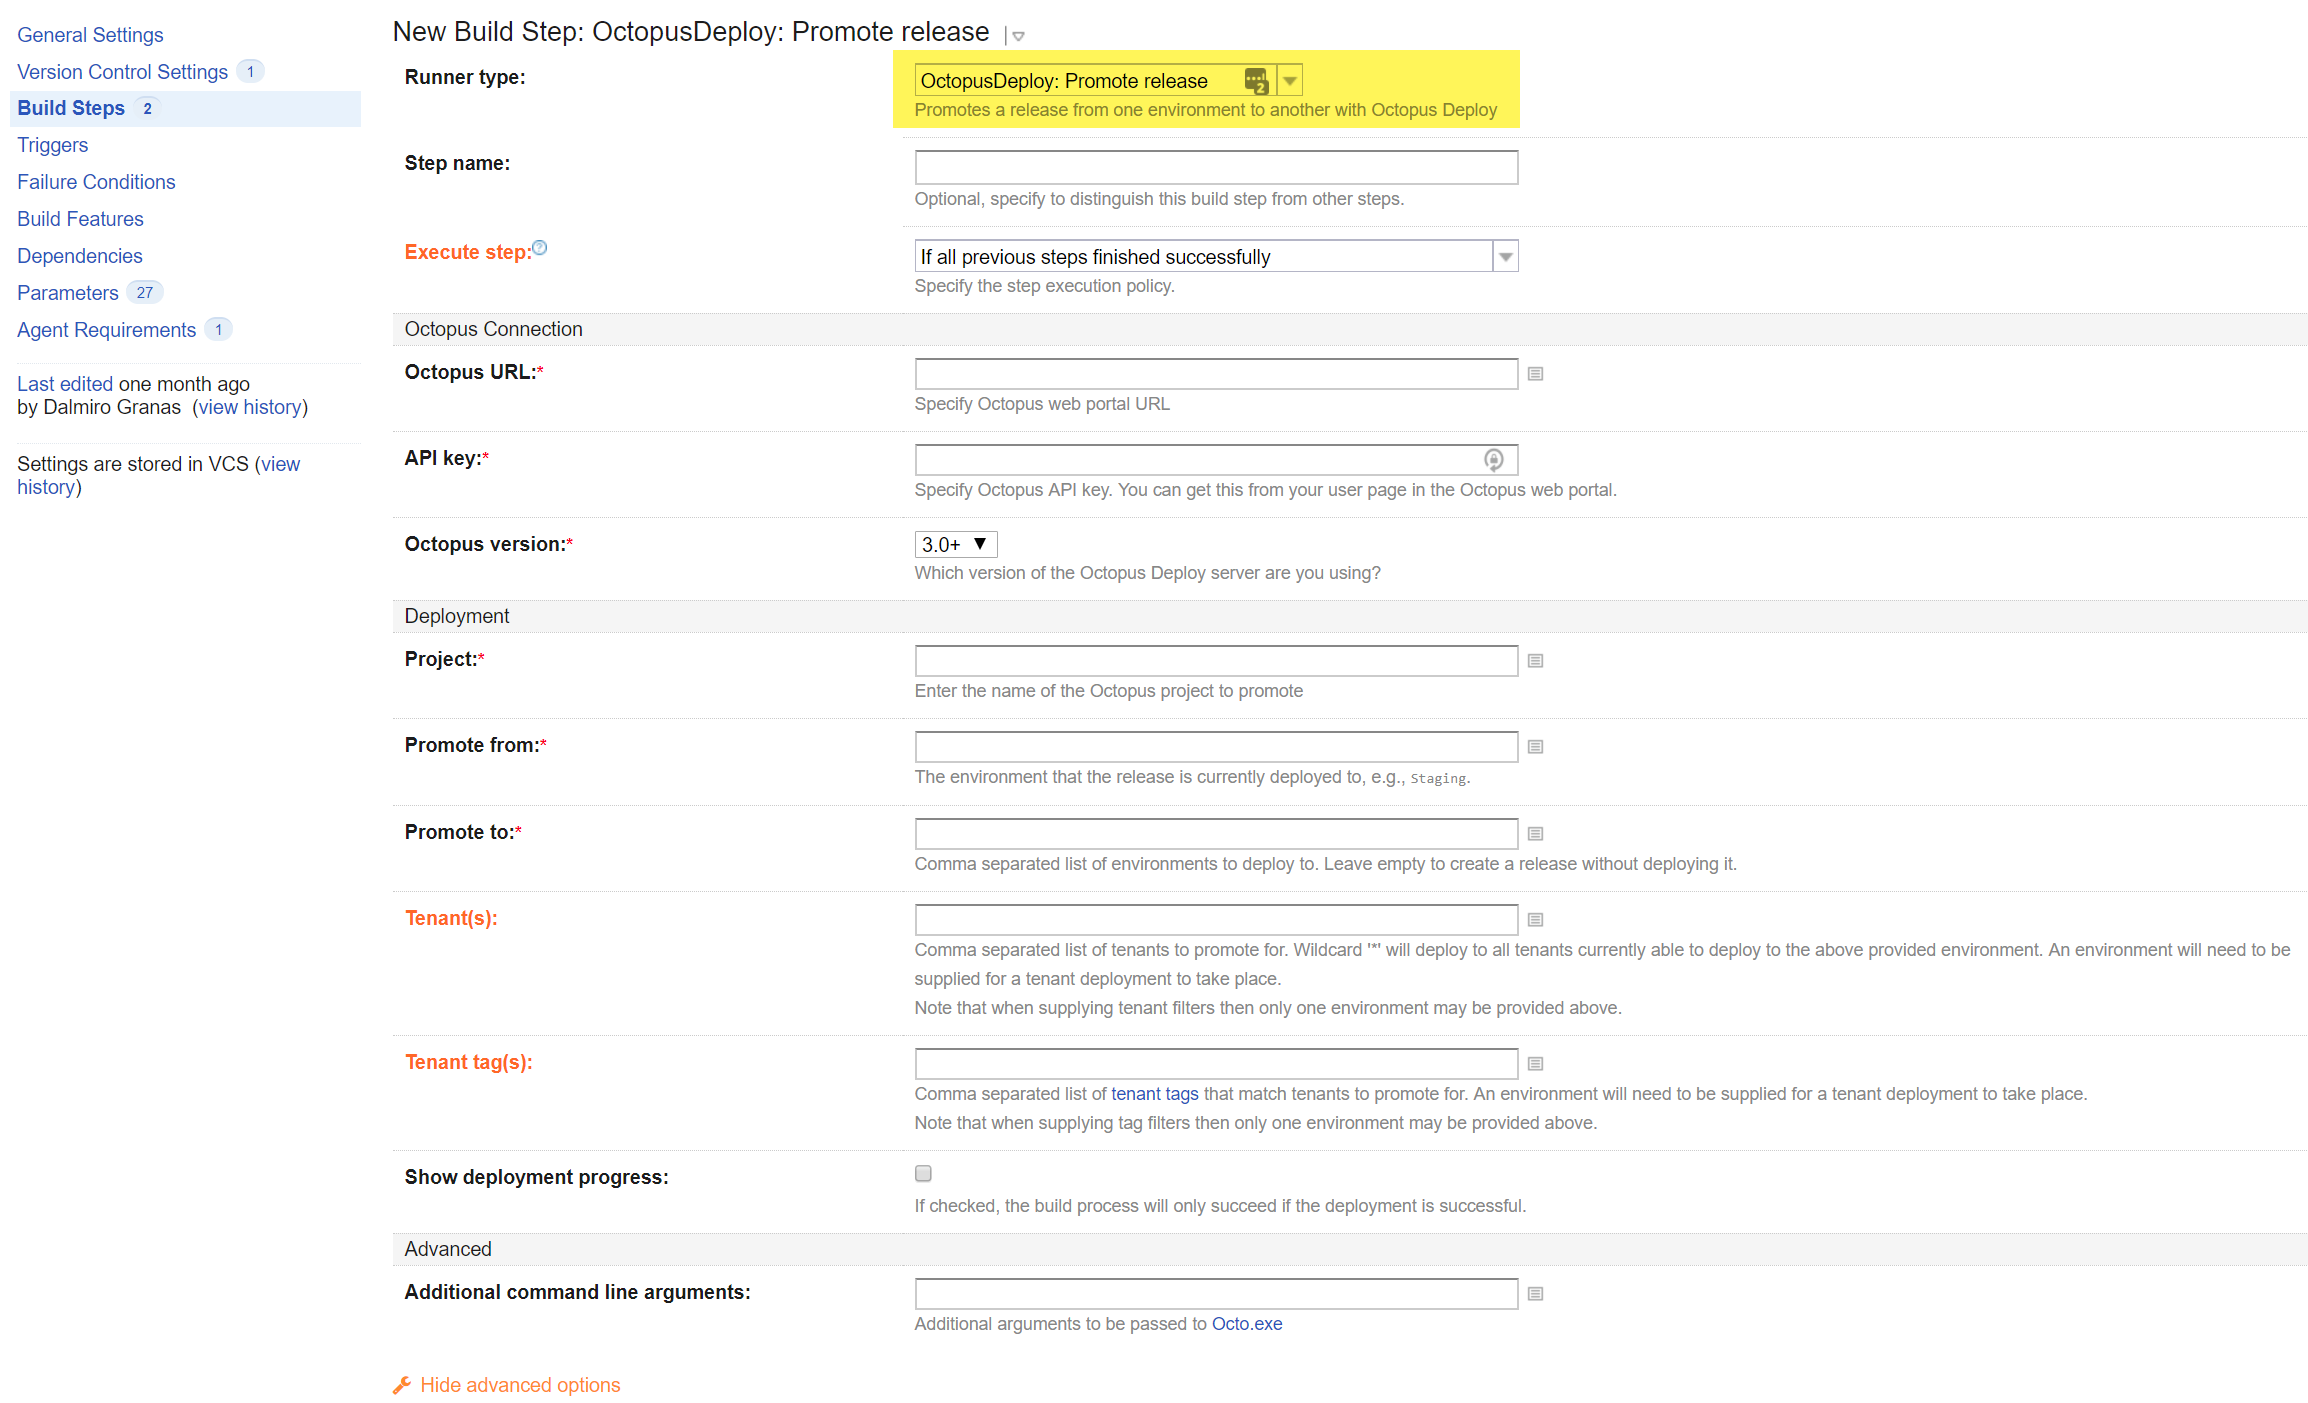 General Settings
Version Control Settings 1
Build Steps 2
Triggers
Failure Conditions
Build Features
Dependencies
Parameters 27
Agent Requirements 1
Last edited one month ago
by Dalmiro Granas (view history)
Settings are stored in VCS (view
history)
New Build Step: OctopusDeploy: Promote release
Runner type:
OctopusDeploy: Promote release 2
Promotes a release from one environment to another with Octopus Deploy
Step name:
Optional, specify to distinguish this build step from other steps.
Execute step:?
If all previous steps finished successfully
Specify the step execution policy.
Octopus Connection
Octopus URL:*
Specify Octopus web portal URL
API key:*
Specify Octopus API key. You can get this from your user page in the Octopus web portal.
Octopus version:*
3.0+
Which version of the Octopus Deploy server are you using?
Deployment
Project:*
Enter the name of the Octopus project to promote
Promote from:*
The environment that the release is currently deployed to, e.g., Staging.
Promote to:*
Comma separated list of environments to deploy to. Leave empty to create a release without deploying it.
Tenant(s):
Comma separated list of tenants to promote for. Wildcard '*' will deploy to all tenants currently able to deploy to the above provided environment. An environment will need to be
supplied for a tenant deployment to take place.
Note that when supplying tenant filters then only one environment may be provided above.
Tenant tag(s):
Comma separated list of tenant tags that match tenants to promote for. An environment will need to be supplied for a tenant deployment to take place.
Note that when supplying tag filters then only one environment may be provided above.
Show deployment progress:
If checked, the build process will only succeed if the deployment is successful.
Advanced
Additional command line arguments:
Additional arguments to be passed to Octo.exe
Hide advanced options